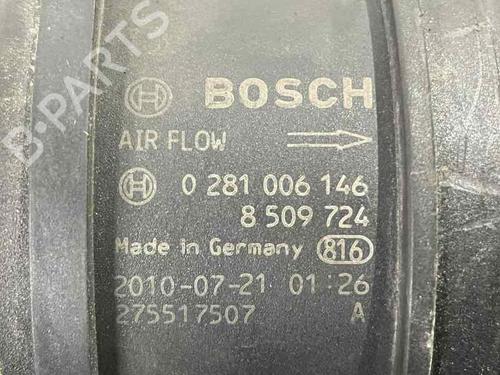 B-PARTS
BOSCH
AIR FLOW
0 281 006 146
8 509 724
Made in Germany 816
2010-07-21 01:26
275517507 A